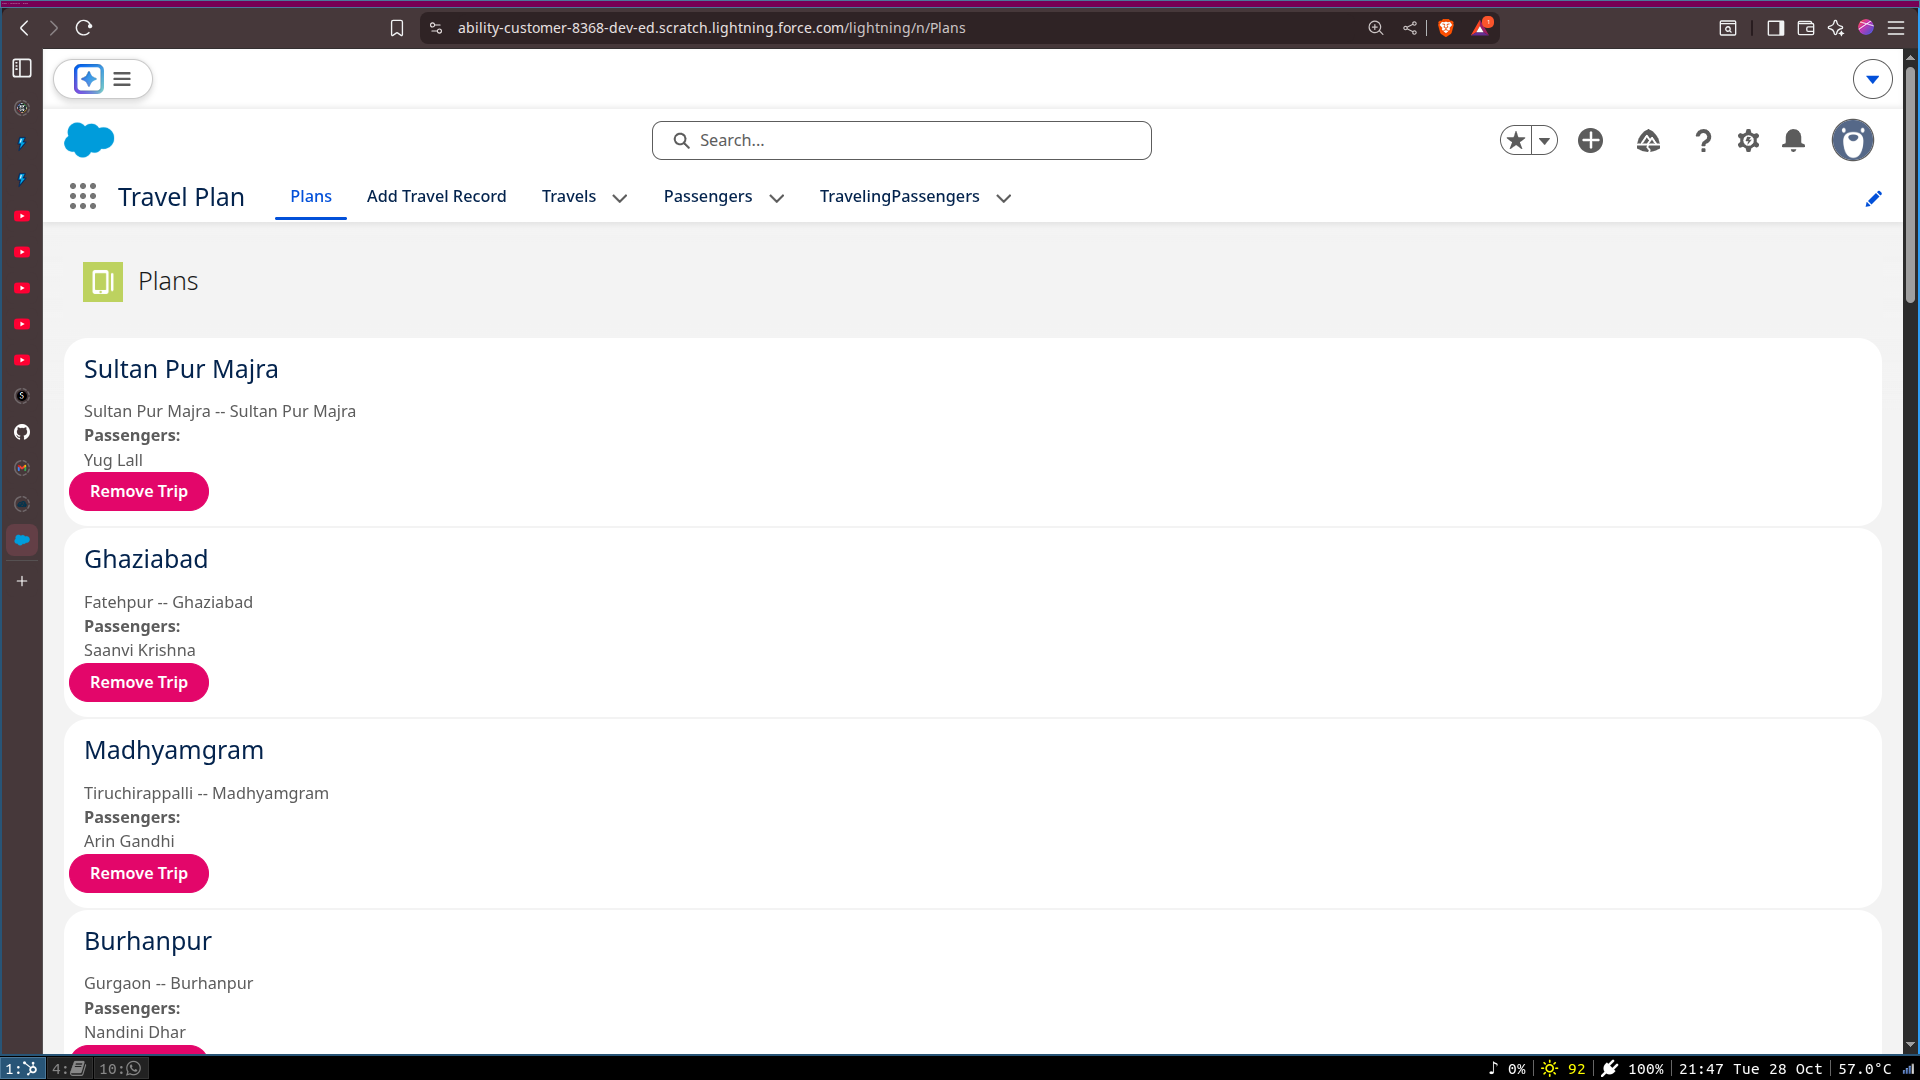 ability-customer-8368-dev-ed.scratch.lightning.force.com/lightning/n/Plans
1
Search...
Travel Plan
Plans
Add Travel Record
Travels
Passengers
TravelingPassengers
Plans
Sultan Pur Majra
Sultan Pur Majra -- Sultan Pur Majra
Passengers:
Yug Lall
Remove Trip
Ghaziabad
Fatehpur -- Ghaziabad
Passengers:
Saanvi Krishna
Remove Trip
Madhyamgram
Tiruchirappalli -- Madhyamgram
Passengers:
Arin Gandhi
Remove Trip
Burhanpur
Gurgaon -- Burhanpur
Passengers:
Nandini Dhar
1: 4: 10: ♪ 0% 92 100% 21:47 Tue 28 Oct 57.0°C